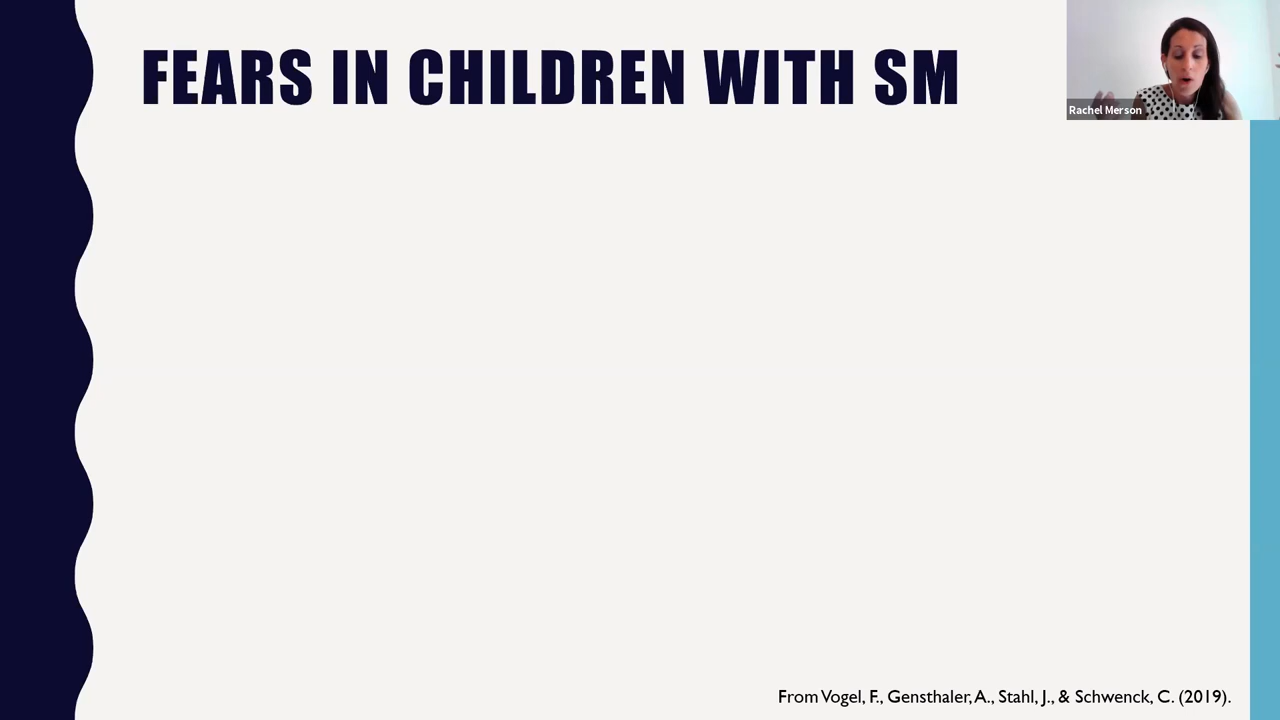 FEARS IN CHILDREN WITH SM
Rachel Merson
From Vogel, F., Gensthaler, A., Stahl, J., & Schwenck, C. (2019).